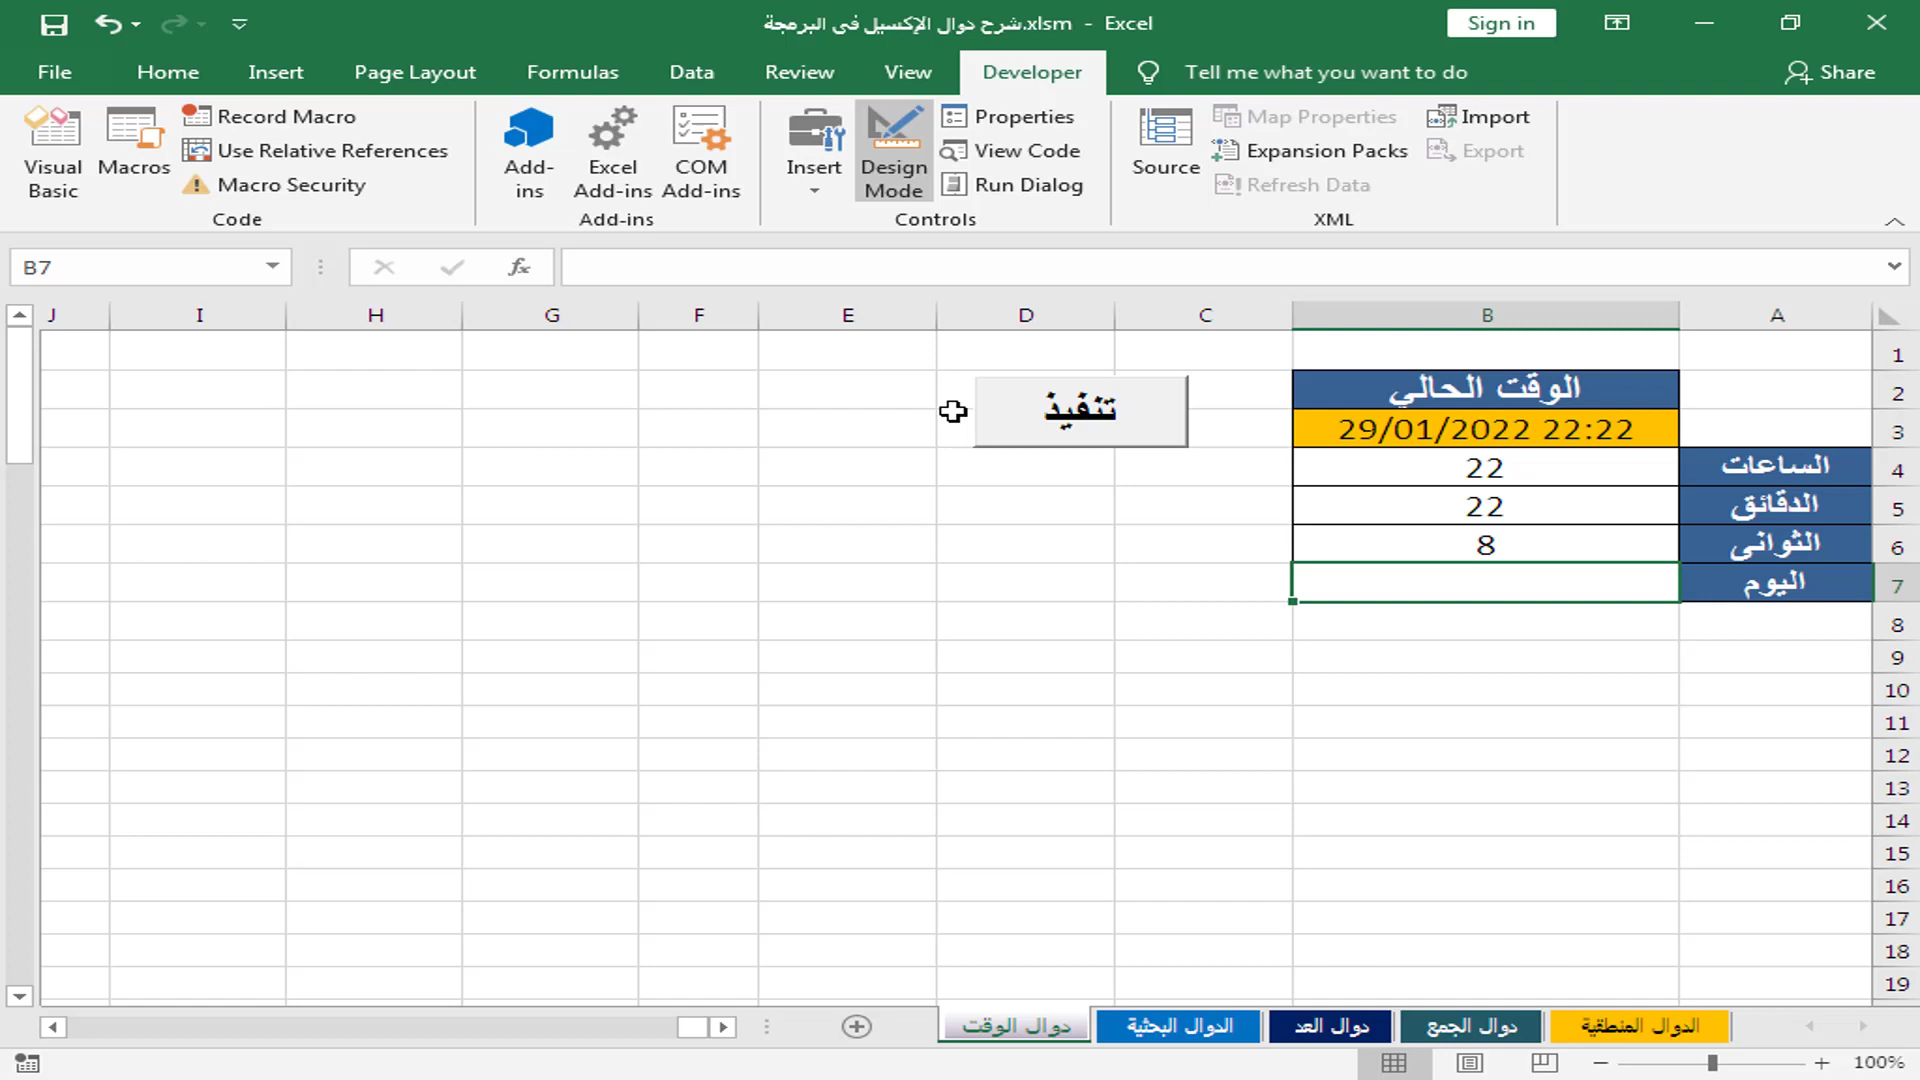 شرح دوال الإكسيل فى البرمجة.xlsm - Excel
Sign in
File Home Insert Page Layout Formulas Data Review View Developer Tell me what you want to do Share
Visual Basic
Macros
Record Macro
Use Relative References
Macro Security
Code
Add-ins
Excel Add-ins
COM Add-ins
Add-ins
Insert
Design Mode
Properties
View Code
Run Dialog
Controls
Source
Map Properties
Expansion Packs
Refresh Data
Import
Export
XML
B7
fx
J I H G F E D C B A
1
الوقت الحالي 2
تنفيذ
29/01/2022 22:22 3
الساعات 22 4
الدقائق 22 5
الثوانى 8 6
اليوم 7
8
9
10
11
12
13
14
15
16
17
18
19
الدوال المنطقية دوال الجمع دوال العد الدوال البحثية دوال الوقت
100%